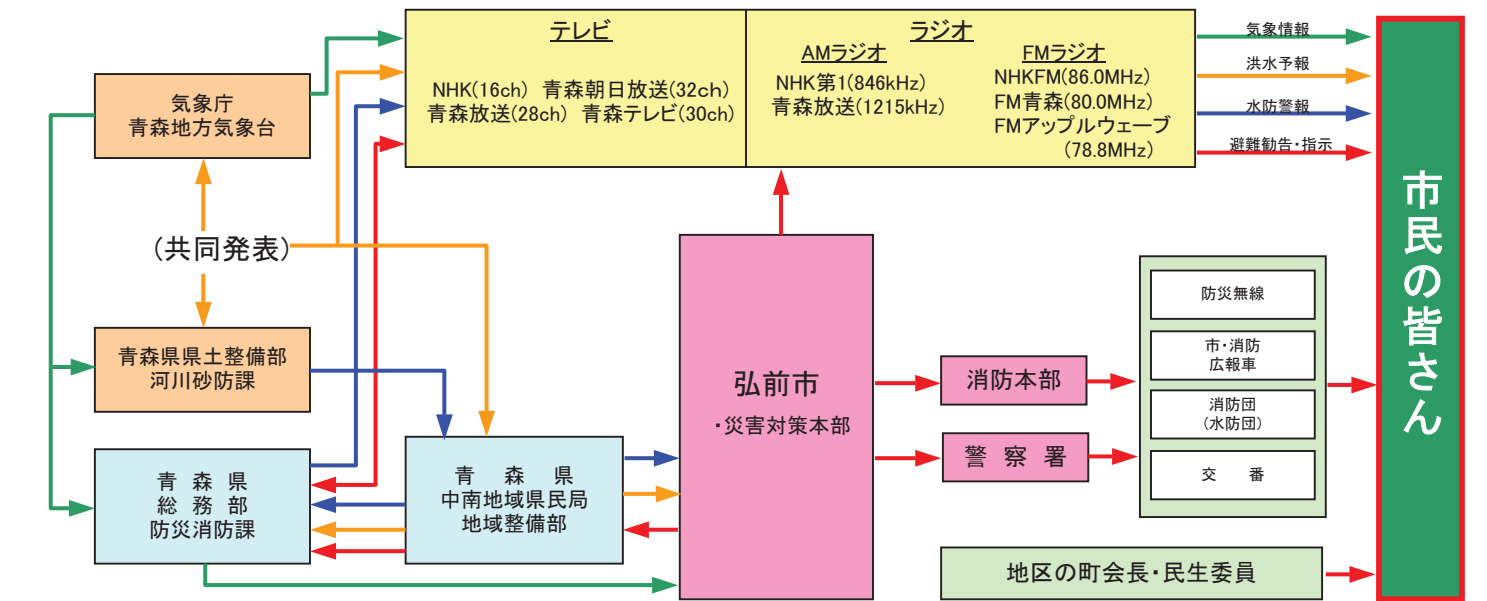 テレビ
NHK(16ch) 青森朝日放送(32ch)
青森放送(28ch) 青森テレビ(30ch)
ラジオ
AMラジオ
NHK第1(846kHz)
青森放送(1215kHz)
FMラジオ
NHKFM(86.0MHz)
FM青森(80.0MHz)
FMアップルウェーブ
(78.8MHz)
気象情報
洪水予報
水防警報
避難勧告・指示
市民の皆さん
気象庁
青森地方気象台
(共同発表)
青森県県土整備部
河川砂防課
青森県
総務部
防災消防課
青森県
中南地域県民局
地域整備部
弘前市
・災害対策本部
消防本部
警察署
防災無線
市・消防
広報車
消防団
(水防団)
交番
地区の町会長・民生委員